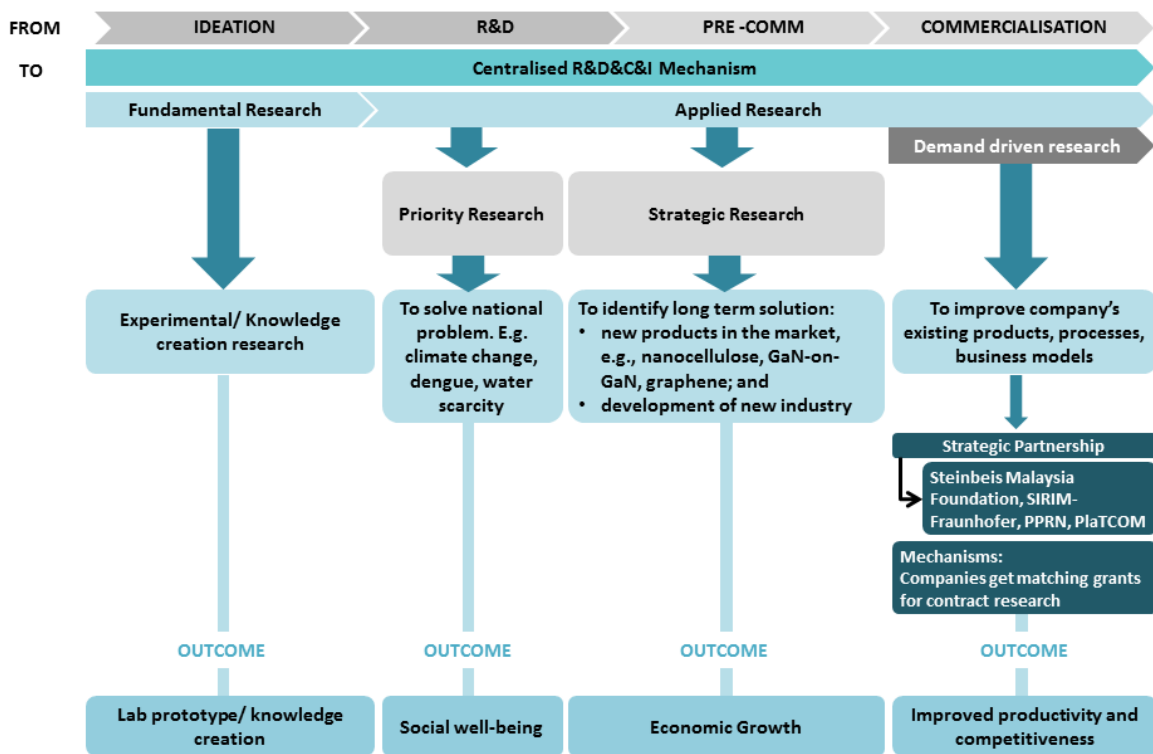 FROM
IDEATION
R&D
PRE -COMM
COMMERCIALISATION
TO
Centralised R&D&C&I Mechanism
Fundamental Research
Applied Research
Demand driven research
Priority Research
Strategic Research
Experimental/ Knowledge
creation research
To solve national
problem. E.g.
climate change,
dengue, water
scarcity
To identify long term solution:
• new products in the market,
e.g., nanocellulose, GaN-on-
GaN, graphene; and
• development of new industry
To improve company's
existing products, processes,
business models
Strategic Partnership
Steinbeis Malaysia
Foundation, SIRIM-
Fraunhofer, PPRN, PlaTCOM
Mechanisms:
Companies get matching grants
for contract research
OUTCOME
OUTCOME
OUTCOME
OUTCOME
Lab prototype/ knowledge
creation
Social well-being
Economic Growth
Improved productivity and
competitiveness